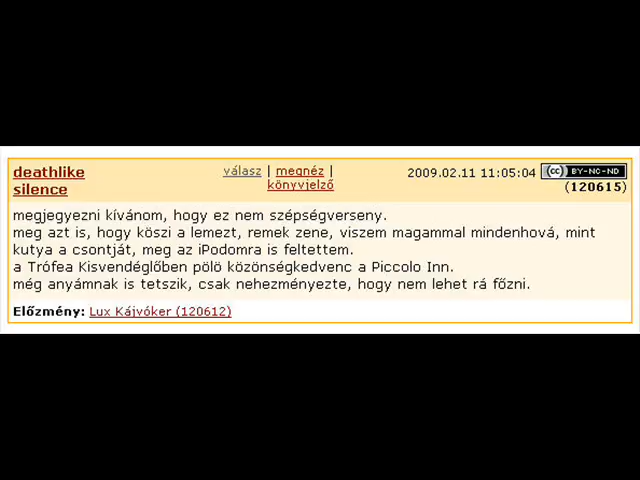 deathlike silence
válasz | megnéz | könyvjelző
2009.02.11 11:05:04 (cc) BY-NC-ND (120615)
megjegyezni kívánom, hogy ez nem szépségverseny.
meg azt is, hogy köszi a lemezt, remek zene, viszem magammal mindenhová, mint
kutya a csontját, meg az iPodomra is feltettem.
a Trófea Kisvendéglőben pölö közönségkedvenc a Piccolo Inn.
még anyámnak is tetszik, csak nehezményezte, hogy nem lehet rá főzni.
Előzmény: Lux Kájvóker (120612)